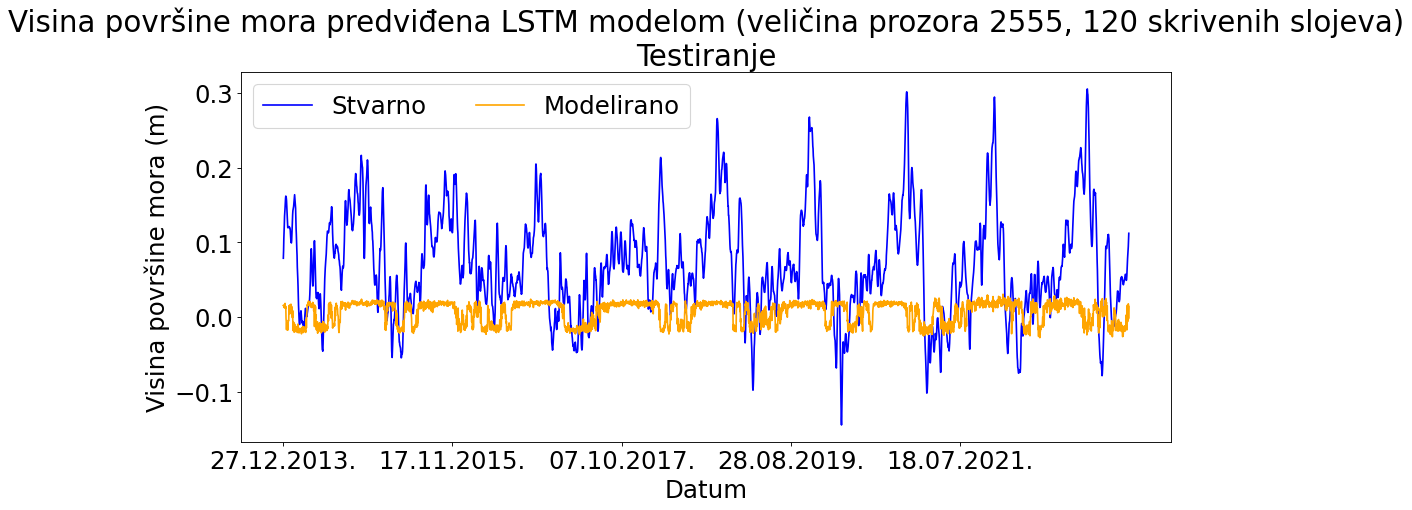 Visina površine mora predviđena LSTM modelom (veličina prozora 2555, 120 skrivenih slojeva)
Testiranje
Stvarno
Modelirano
Visina površine mora (m)
0.3
0.2
0.1
0.0
−0.1
27.12.2013.
17.11.2015.
07.10.2017.
28.08.2019.
18.07.2021.
Datum